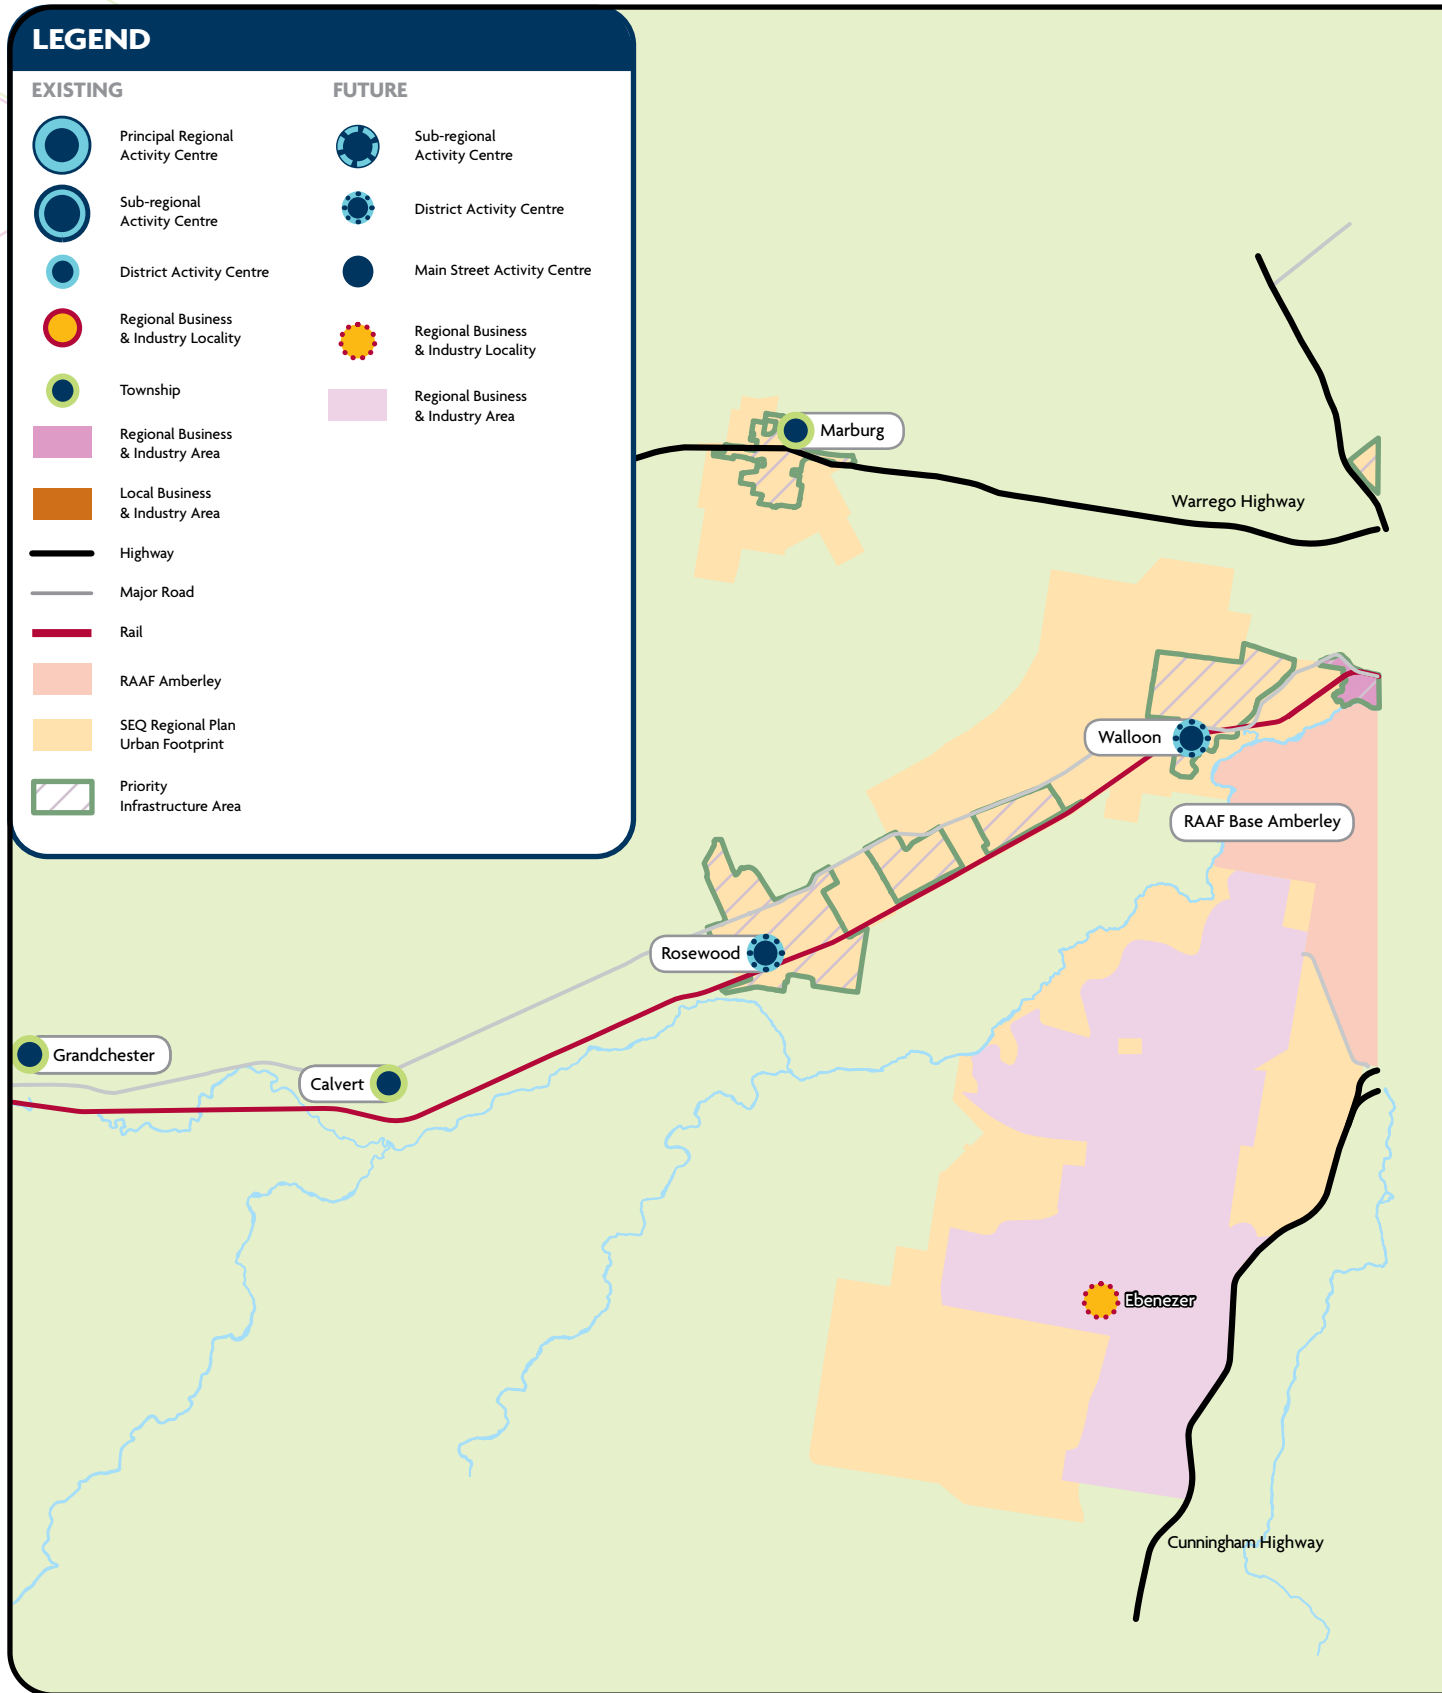 LEGEND
EXISTING
Principal Regional
Activity Centre
Sub-regional
Activity Centre
District Activity Centre
Regional Business
& Industry Locality
Township
Regional Business
& Industry Area
Local Business
& Industry Area
Highway
Major Road
Rail
RAAF Amberley
SEQ Regional Plan
Urban Footprint
Priority
Infrastructure Area
FUTURE
Sub-regional
Activity Centre
District Activity Centre
Main Street Activity Centre
Regional Business
& Industry Locality
Regional Business
& Industry Area
Marburg
Warrego Highway
Walloon
RAAF Base Amberley
Rosewood
Grandchester
Calvert
Ebenezer
Cunningham Highway